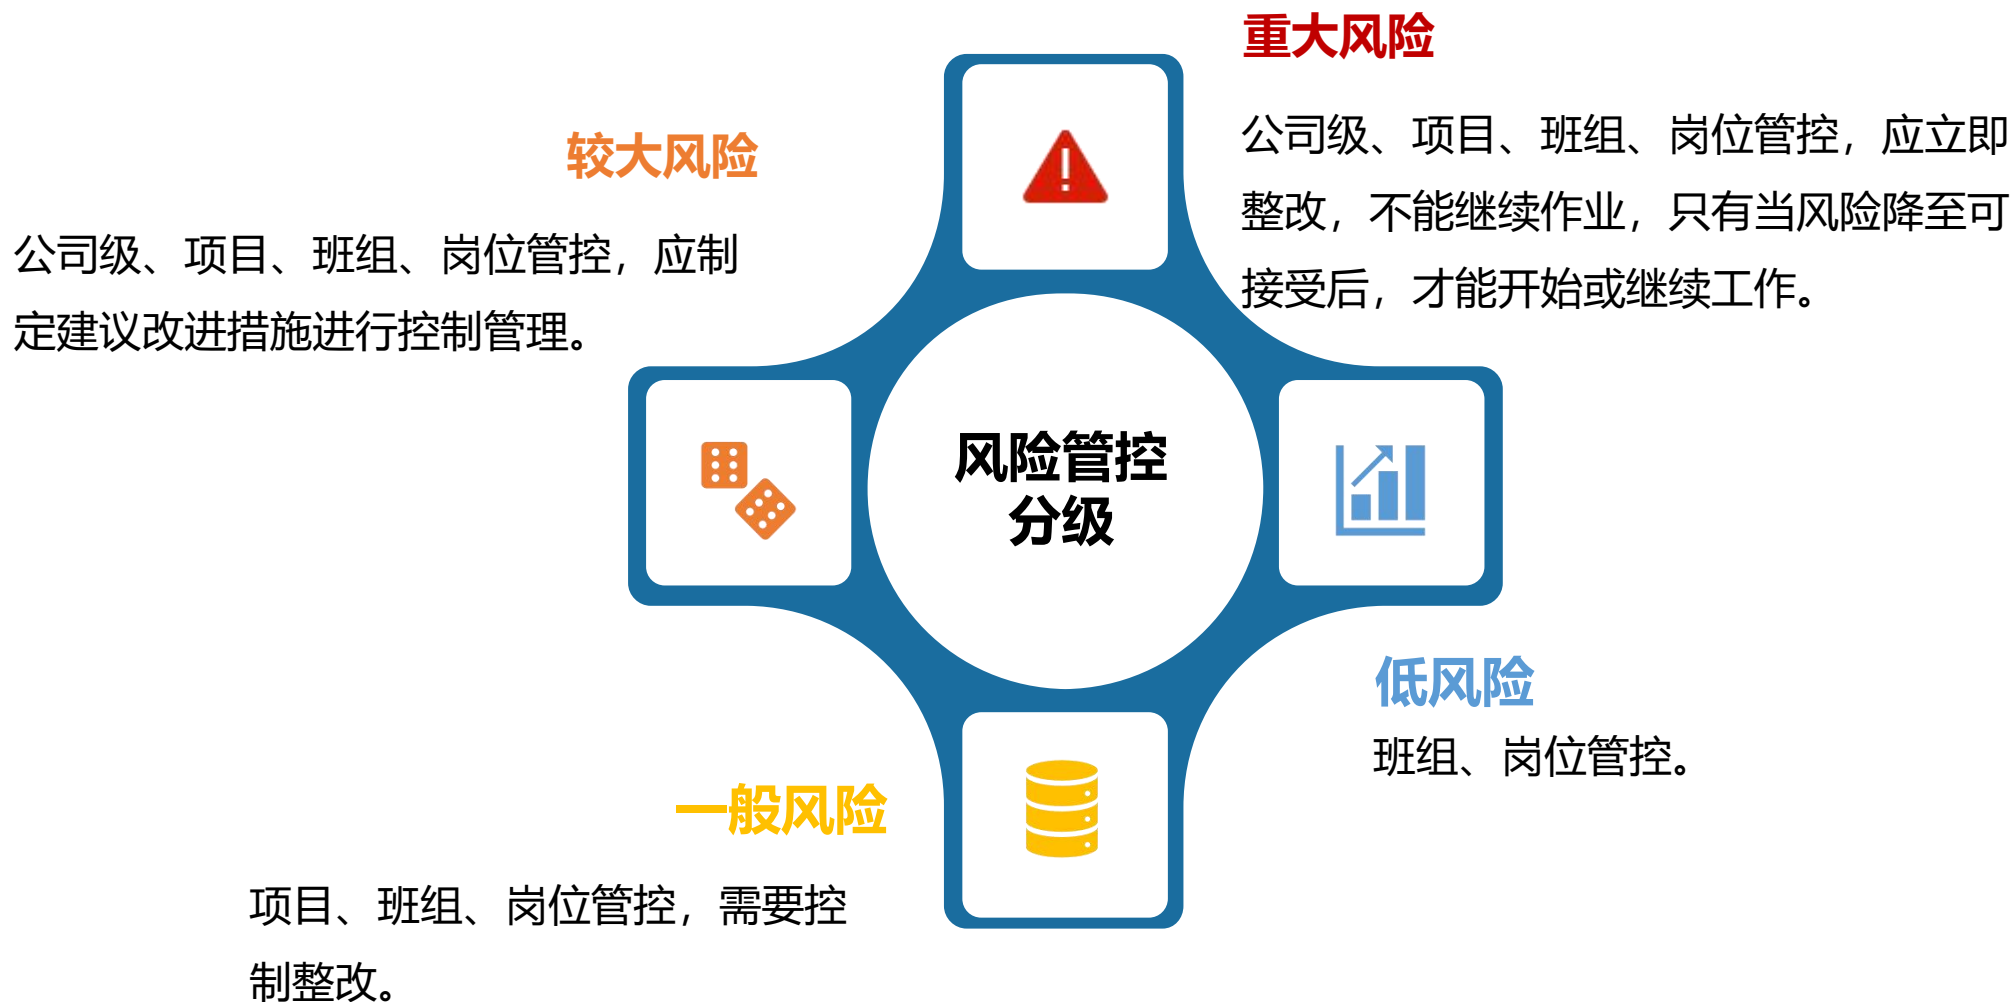 重大风险
公司级、项目、班组、岗位管控，应立即
整改，不能继续作业，只有当风险降至可
接受后，才能开始或继续工作。
较大风险
公司级、项目、班组、岗位管控，应制
定建议改进措施进行控制管理。
风险管控
分级
低风险
班组、岗位管控。
一般风险
项目、班组、岗位管控，需要控
制整改。